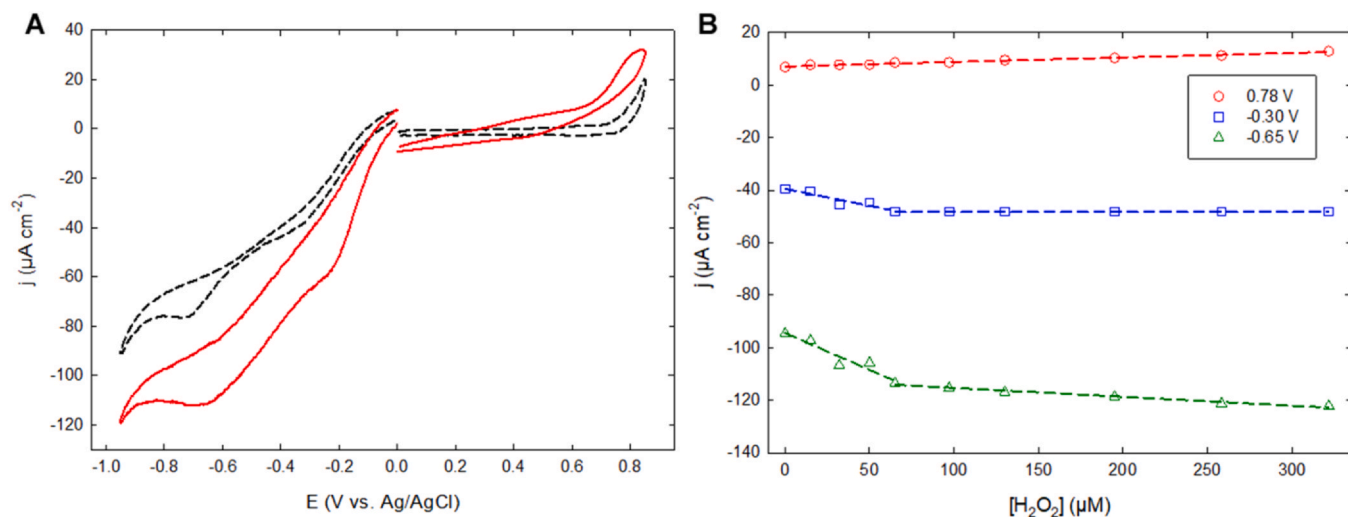 A
40
20
0
-20
-40
-60
-80
-100
-120
j (µA cm-2)
-1.0 -0.8 -0.6 -0.4 -0.2 0.0 0.2 0.4 0.6 0.8
E (V vs. Ag/AgCl)
B
20
0
-20
-40
-60
-80
-100
-120
-140
j (µA cm-2)
0.78 V
-0.30 V
-0.65 V
0 50 100 150 200 250 300
[H2O2] (µM)